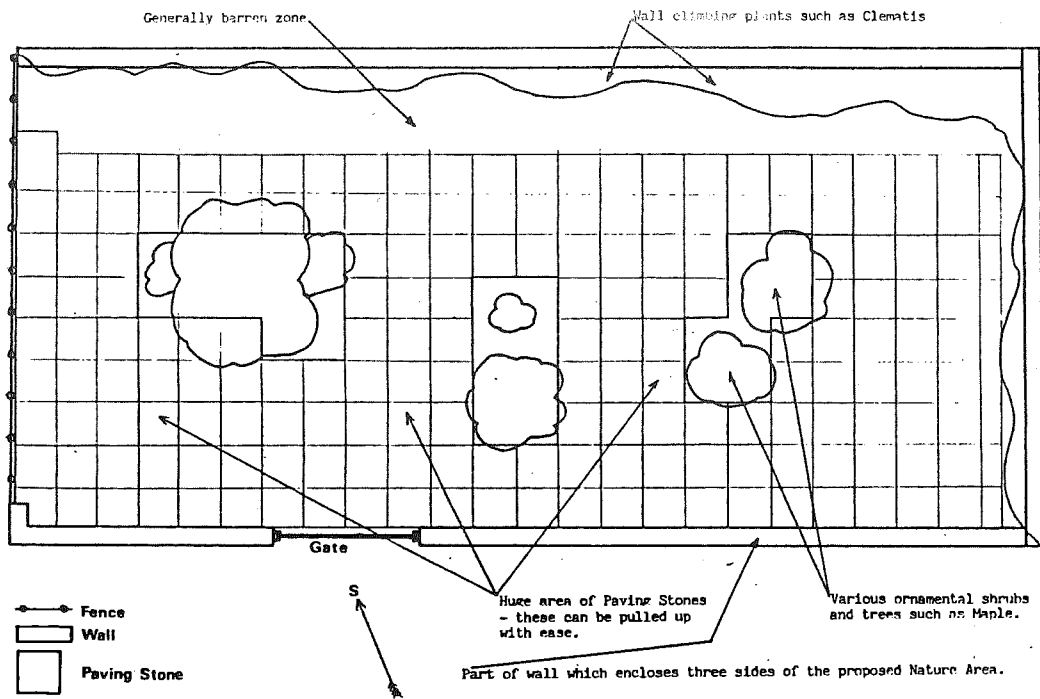 Generally barren zone
Wall climbing plants such as Clematis
Gate
S
Huge area of Paving Stones
- these can be pulled up
with ease.
Various ornamental shrubs
and trees such as Maple.
Fence
Wall
Paving Stone
Part of wall which encloses three sides of the proposed Nature Area.